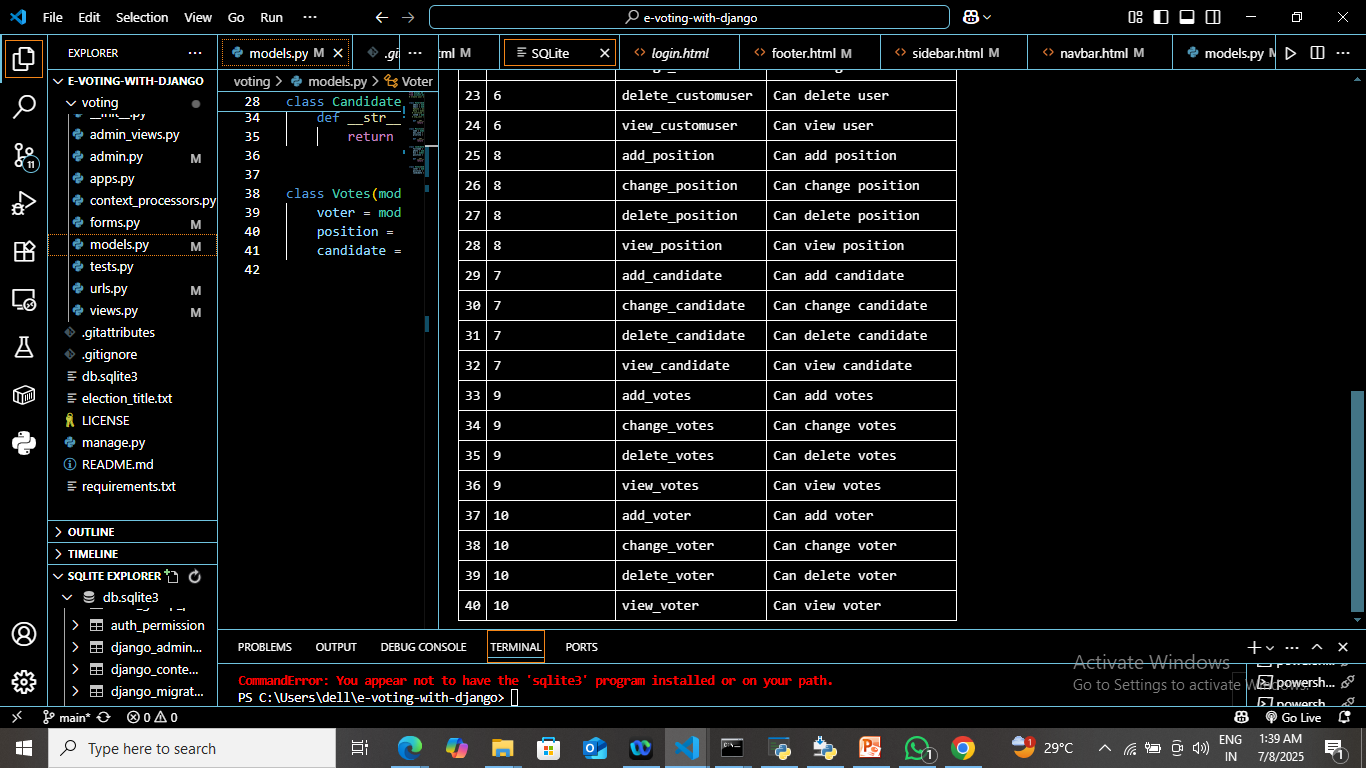 File Edit Selection View Go Run ··· e-voting-with-django
EXPLORER ···
E-VOTING-WITH-DJANGO
voting
__init__.py
admin_views.py
admin.py M
apps.py
context_processors.py
forms.py M
models.py M
tests.py
urls.py M
views.py M
.gitattributes
.gitignore
db.sqlite3
election_title.txt
LICENSE
manage.py
README.md
requirements.txt
OUTLINE
TIMELINE
SQLITE EXPLORER
db.sqlite3
auth_permission
django_admin...
django_conte...
django_migrat...
models.py M .gi ··· ml M SQLite login.html footer.html M sidebar.html M navbar.html M models.py M ···
voting > models.py > Voter
28 class Candidate
34 def __str__
35 return
36
37
38 class Votes(mod
39 voter = mod
40 position =
41 candidate =
42
23 6 delete_customuser Can delete user
24 6 view_customuser Can view user
25 8 add_position Can add position
26 8 change_position Can change position
27 8 delete_position Can delete position
28 8 view_position Can view position
29 7 add_candidate Can add candidate
30 7 change_candidate Can change candidate
31 7 delete_candidate Can delete candidate
32 7 view_candidate Can view candidate
33 9 add_votes Can add votes
34 9 change_votes Can change votes
35 9 delete_votes Can delete votes
36 9 view_votes Can view votes
37 10 add_voter Can add voter
38 10 change_voter Can change voter
39 10 delete_voter Can delete voter
40 10 view_voter Can view voter
PROBLEMS OUTPUT DEBUG CONSOLE TERMINAL PORTS
CommandError: You appear not to have the 'sqlite3' program installed or on your path.
PS C:\Users\dell\e-voting-with-django>
powersh...
powersh...
powersh
Activate Windows
Go to Settings to activate Windows.
11
main* 0 0 Go Live
Type here to search
1
29°C
ENG
IN
1:39 AM
7/8/2025
1